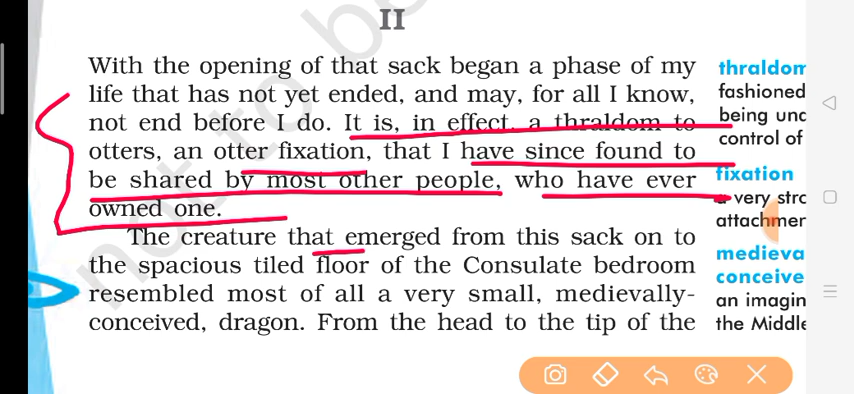 II
With the opening of that sack began a phase of my
life that has not yet ended, and may, for all I know,
not end before I do. It is, in effect, a thraldom to
otters, an otter fixation, that I have since found to
be shared by most other people, who have ever
owned one.
The creature that emerged from this sack on to
the spacious tiled floor of the Consulate bedroom
resembled most of all a very small, medievally-
conceived, dragon. From the head to the tip of the
thraldom
fashioned
being und
control of
fixation
a very stro
attachmen
medieva
conceive
an imagin
the Middle
not to b